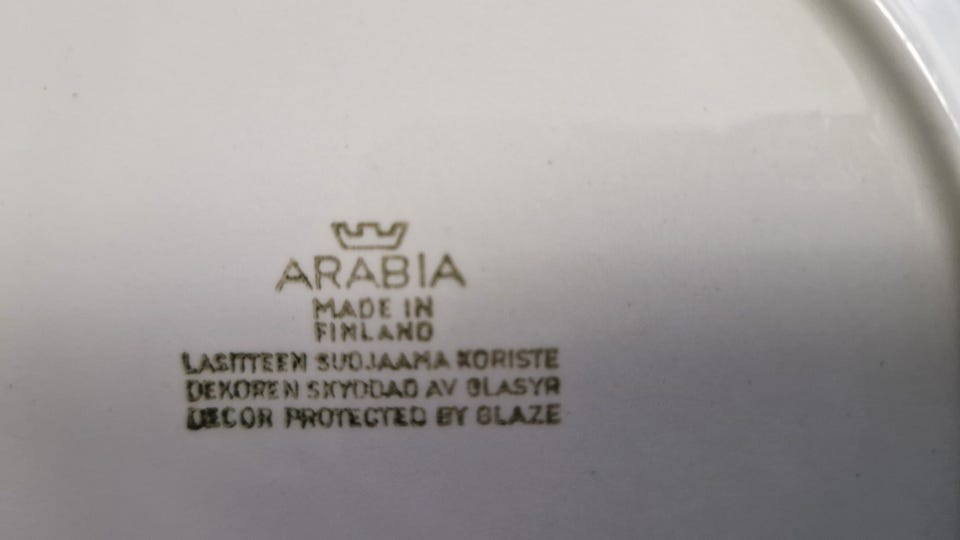 ARABIA
MADE IN
FINLAND
LASITTEEN SUOJAAMA KORISTE
DEKOREN SKYDDAD AV GLASYR
DECOR PROTECTED BY GLAZE